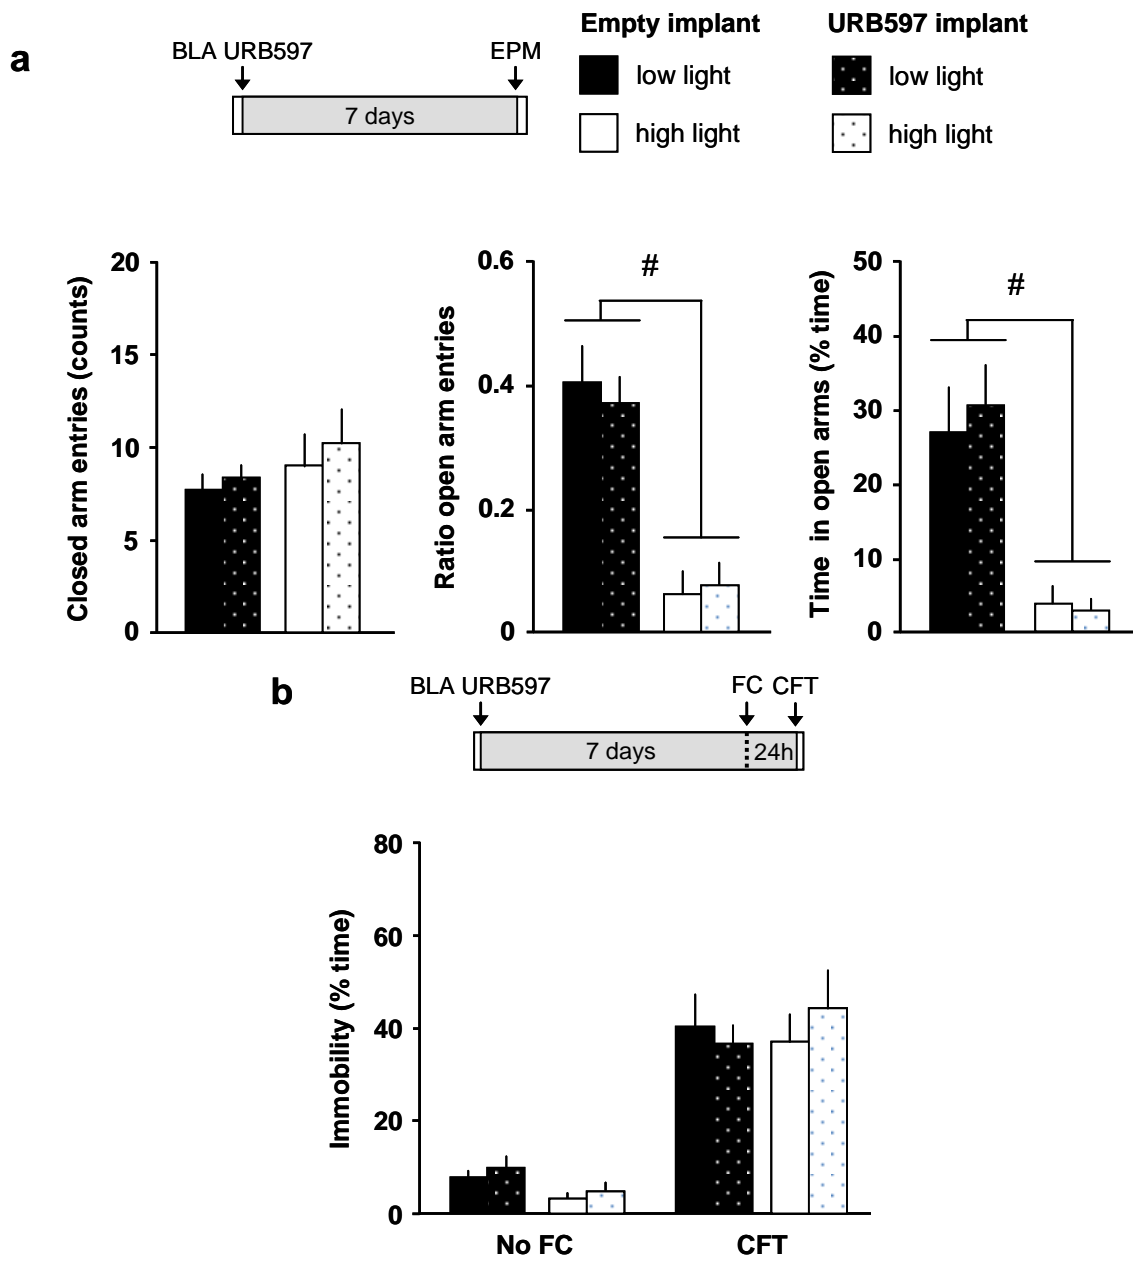 a
BLA URB597
EPM
7 days
Empty implant
low light
high light
URB597 implant
low light
high light
Closed arm entries (counts)
20
15
10
5
0
Ratio open arm entries
0.6
0.4
0.2
0
#
Time in open arms (% time)
50
40
30
20
10
0
#
b
BLA URB597
FC CFT
7 days
24h
Immobility (% time)
80
60
40
20
0
No FC
CFT